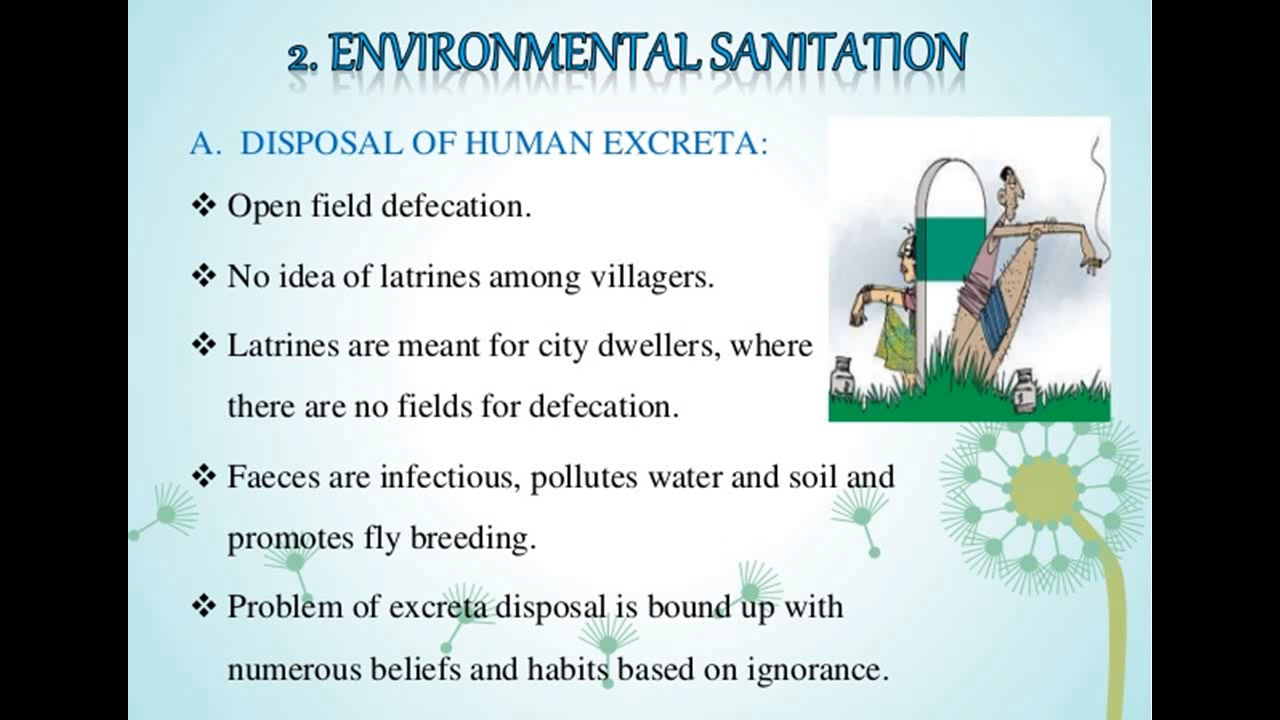 2. ENVIRONMENTAL SANITATION
A. DISPOSAL OF HUMAN EXCRETA:
❖ Open field defecation.
❖ No idea of latrines among villagers.
❖ Latrines are meant for city dwellers, where
there are no fields for defecation.
❖ Faeces are infectious, pollutes water and soil and
promotes fly breeding.
❖ Problem of excreta disposal is bound up with
numerous beliefs and habits based on ignorance.